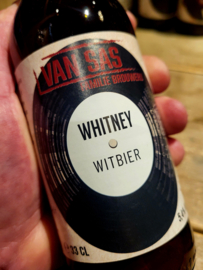 VAN SAS
FAMILIE BROUWERIJ
WHITNEY
WITBIER
33 CL